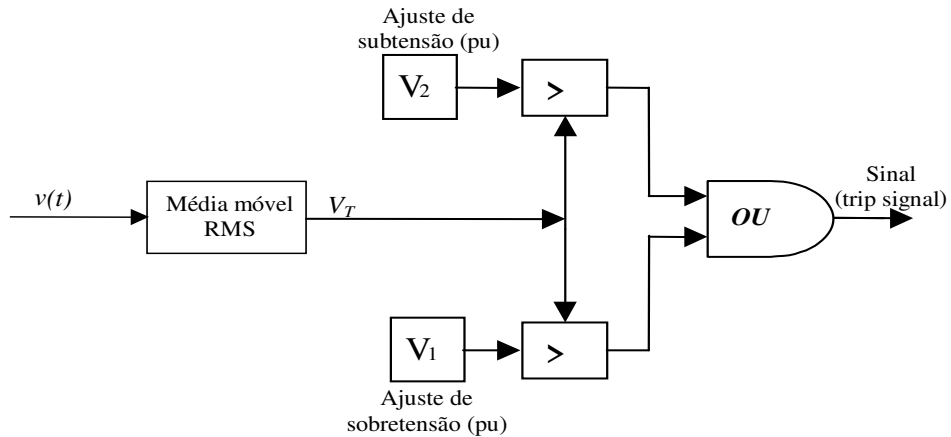 Ajuste de
subtensão (pu)
V2
>
v(t)
Média móvel
RMS
VT
OU
Sinal
(trip signal)
V1
>
Ajuste de
sobretensão (pu)